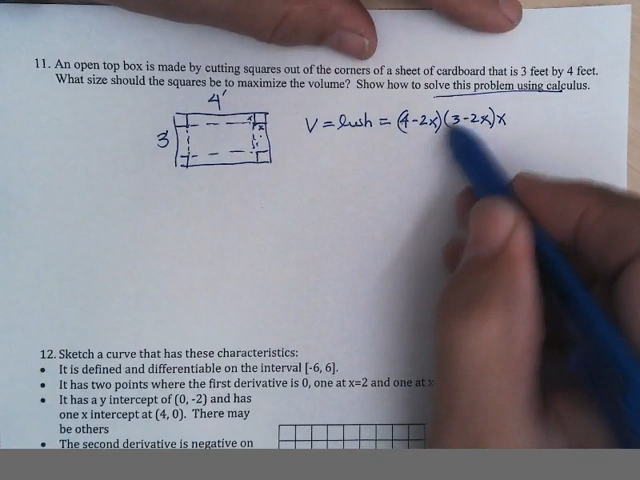 11. An open top box is made by cutting squares out of the corners of a sheet of cardboard that is 3 feet by 4 feet.
What size should the squares be to maximize the volume? Show how to solve this problem using calculus.
4'
3'
x
V = lwh = (4-2x)(3-2x)x
12. Sketch a curve that has these characteristics:
• It is defined and differentiable on the interval [-6, 6].
• It has two points where the first derivative is 0, one at x=2 and one at x
• It has a y intercept of (0, -2) and has
one x intercept at (4, 0). There may
be others
• The second derivative is negative on